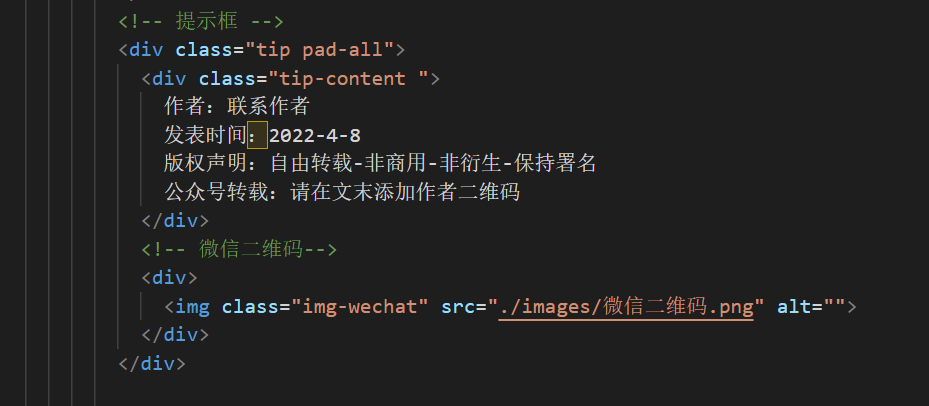 <!-- 提示框 -->
<div class="tip pad-all">
<div class="tip-content ">
作者：联系作者
发表时间：2022-4-8
版权声明：自由转载-非商用-非衍生-保持署名
公众号转载：请在文末添加作者二维码
</div>
<!-- 微信二维码-->
<div>
<img class="img-wechat" src="./images/微信二维码.png" alt="">
</div>
</div>